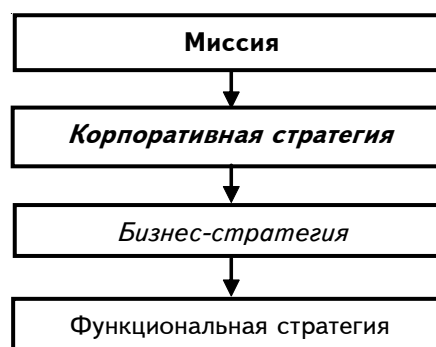 Миссия
Корпоративная стратегия
Бизнес-стратегия
Функциональная стратегия